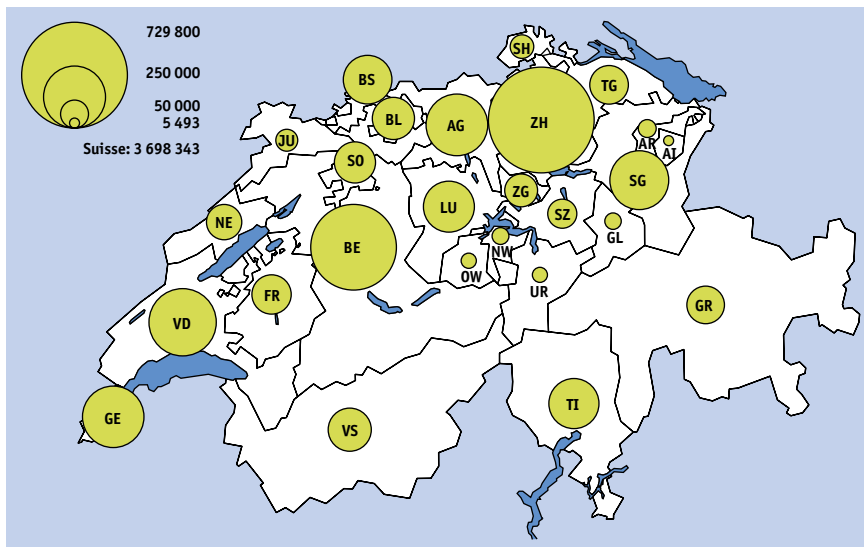 729 800
250 000
50 000
5 493
Suisse: 3 698 343
SH
BS
TG
BL
AG
ZH
AR
AI
JU
SO
SG
ZG
LU
SZ
NE
GL
BE
NW
OW
UR
FR
GR
VD
TI
GE
VS